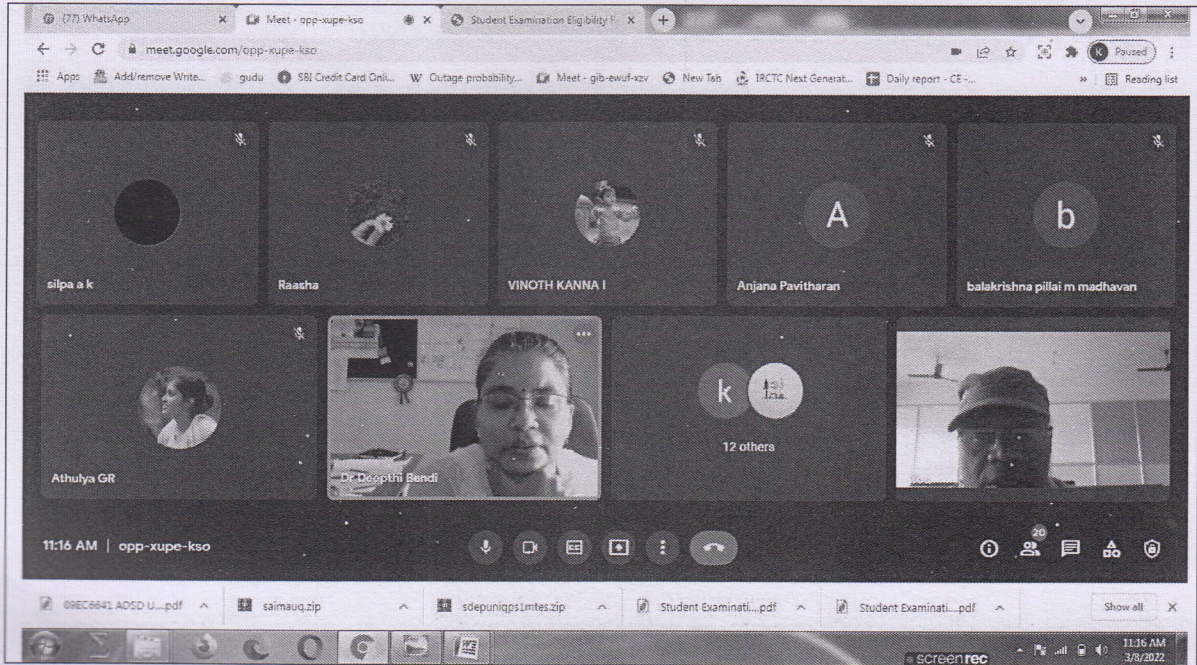 (77) WhatsApp
Meet - opp-xupe-kso
Student Examination Eligibility
meet.google.com/opp-xupe-kso
K
Paused
Apps
Add/remove Write...
gudu
SBI Credit Card Onli...
W Outage probability...
Meet - gib-ewuf-xzv
New Tab
IRCTC Next Generat...
Daily report - CE -...
»
Reading list
silpa a k
Raasha
VINOTH KANNA I
A
Anjana Pavitharan
b
balakrishna pillai m madhavan
Athulya GR
Dr Deepthi Bendi
k
12 others
11:16 AM | opp-xupe-kso
20
09EC6641 ADSD U....pdf
saimauq.zip
sdepuniqps1mtes.zip
Student Examinati....pdf
Student Examinati....pdf
Show all
screenrec
11:16 AM
3/8/2022